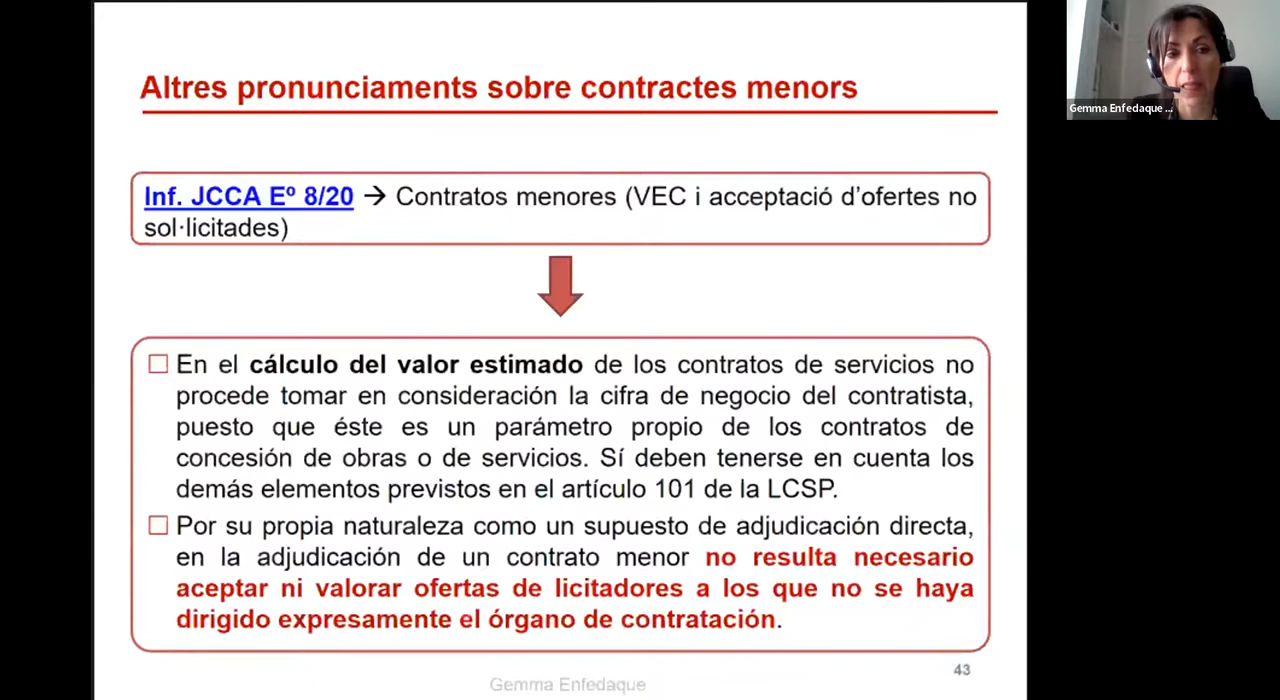 Altres pronunciaments sobre contractes menors
Inf. JCCA Eº 8/20 → Contratos menores (VEC i acceptació d'ofertes no
sol·licitades)
En el cálculo del valor estimado de los contratos de servicios no
procede tomar en consideración la cifra de negocio del contratista,
puesto que éste es un parámetro propio de los contratos de
concesión de obras o de servicios. Sí deben tenerse en cuenta los
demás elementos previstos en el artículo 101 de la LCSP.
Por su propia naturaleza como un supuesto de adjudicación directa,
en la adjudicación de un contrato menor no resulta necesario
aceptar ni valorar ofertas de licitadores a los que no se haya
dirigido expresamente el órgano de contratación.
43
Gemma Enfedaque
Gemma Enfedaque ...